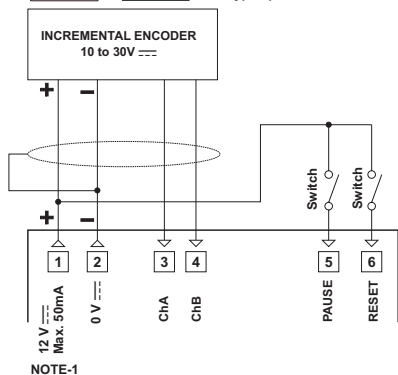 INCREMENTAL ENCODER
10 to 30V
+ −
Switch
Switch
+ −
1 2 3 4 5 6
12 V
Max. 50mA
0 V
ChA
ChB
PAUSE
RESET
NOTE-1